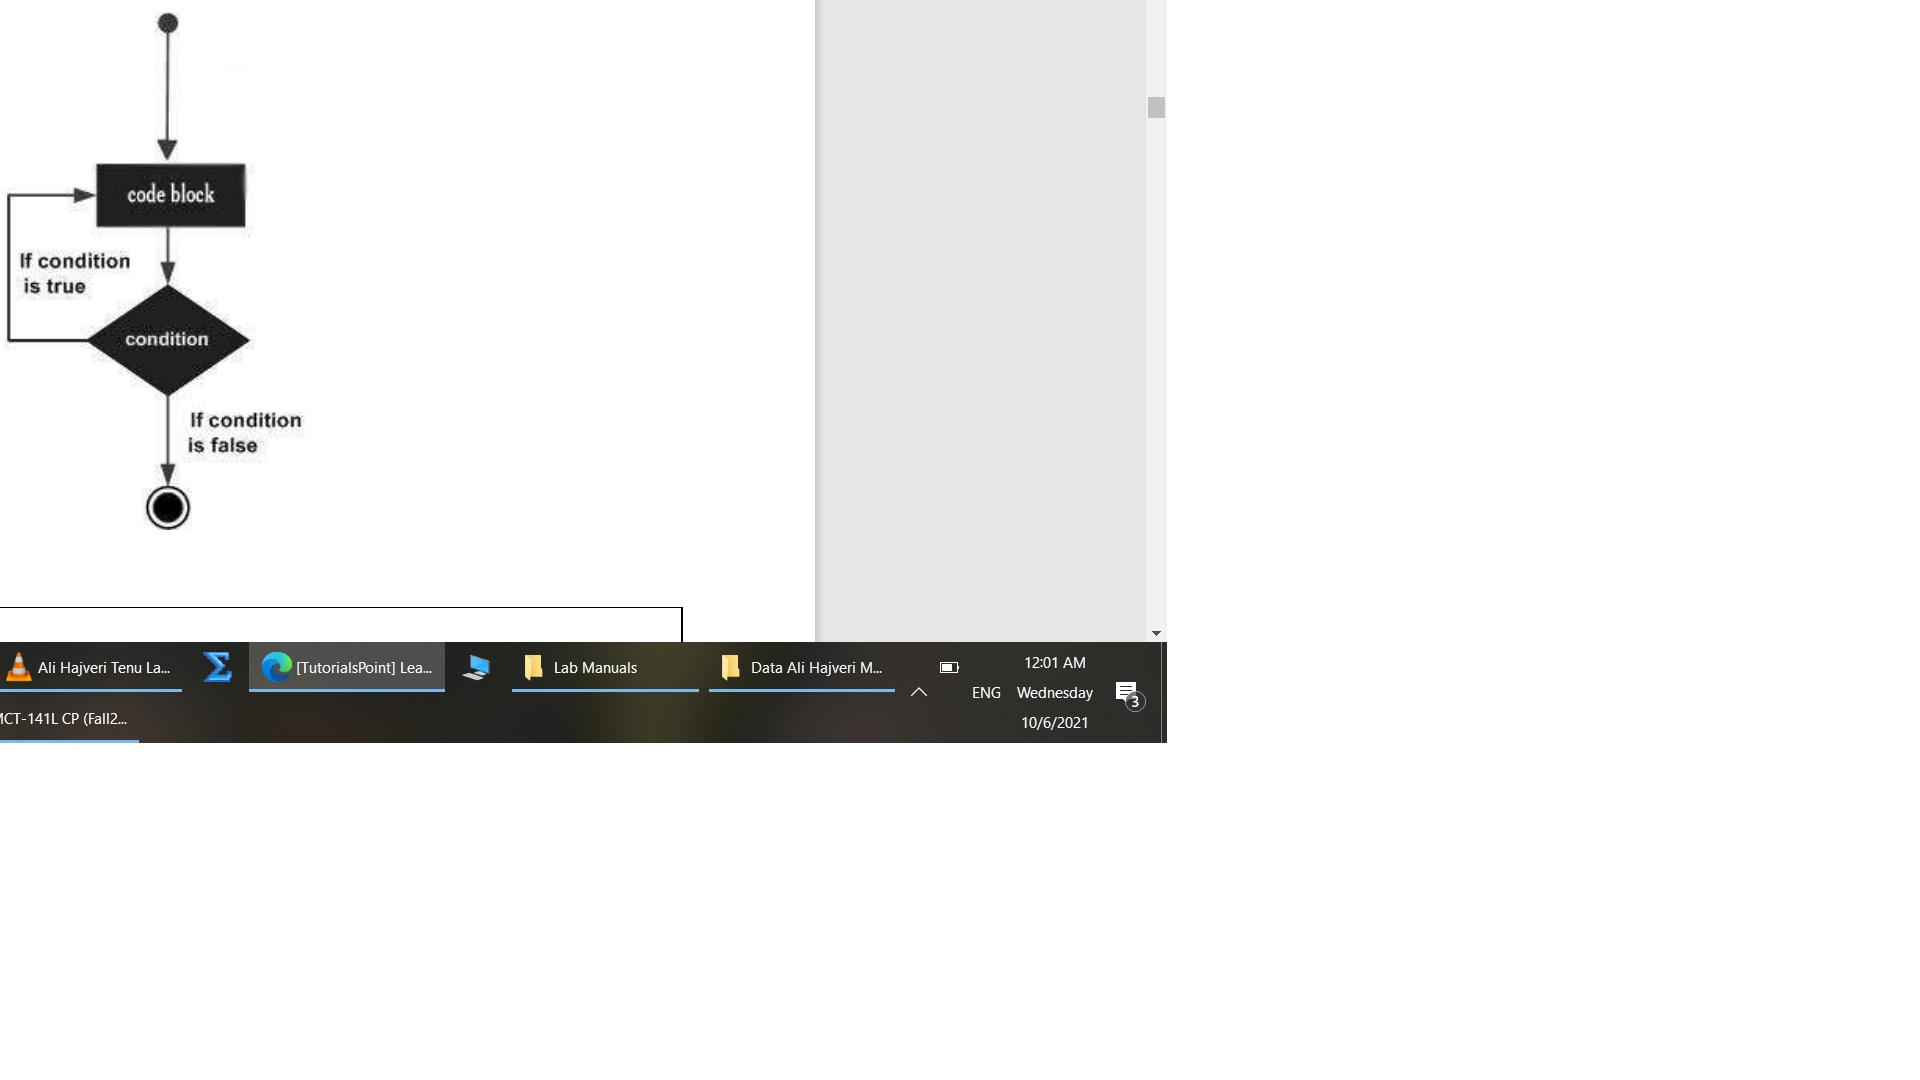 code block
If condition
is true
condition
If condition
is false
Ali Hajveri Tenu La...
[TutorialsPoint] Lea...
Lab Manuals
Data Ali Hajveri M...
12:01 AM
ENG
Wednesday
3
10/6/2021
MCT-141L CP (Fall2...